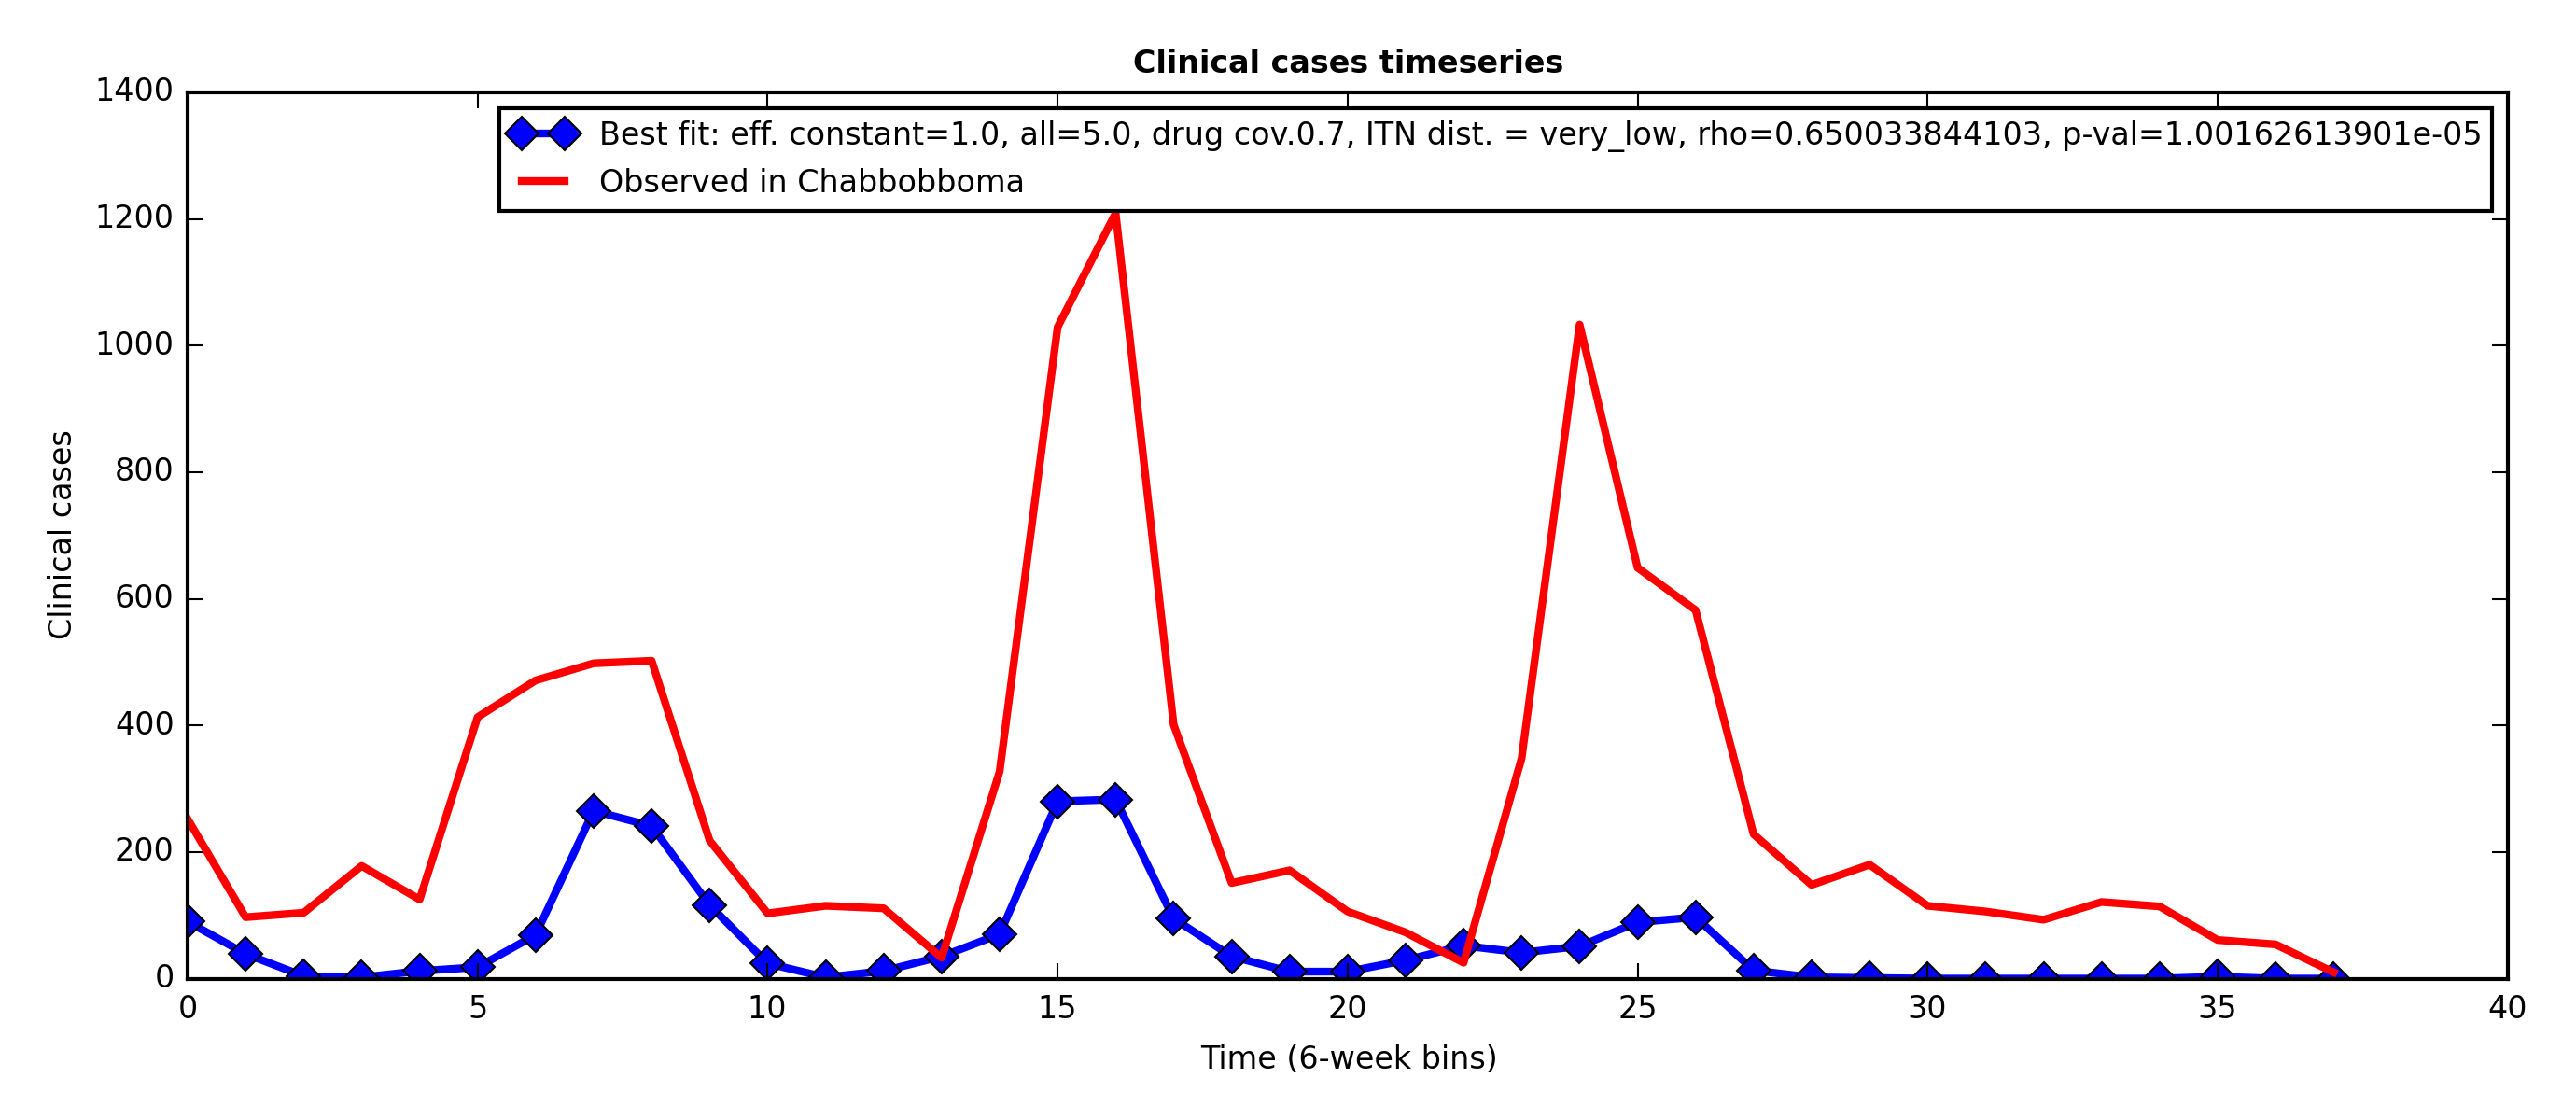 Clinical cases timeseries
1400
1200
1000
800
600
400
200
0
Clinical cases
Best fit: eff. constant=1.0, all=5.0, drug cov.0.7, ITN dist. = very_low, rho=0.650033844103, p-val=1.00162613901e-05
Observed in Chabbobboma
0 5 10 15 20 25 30 35 40
Time (6-week bins)